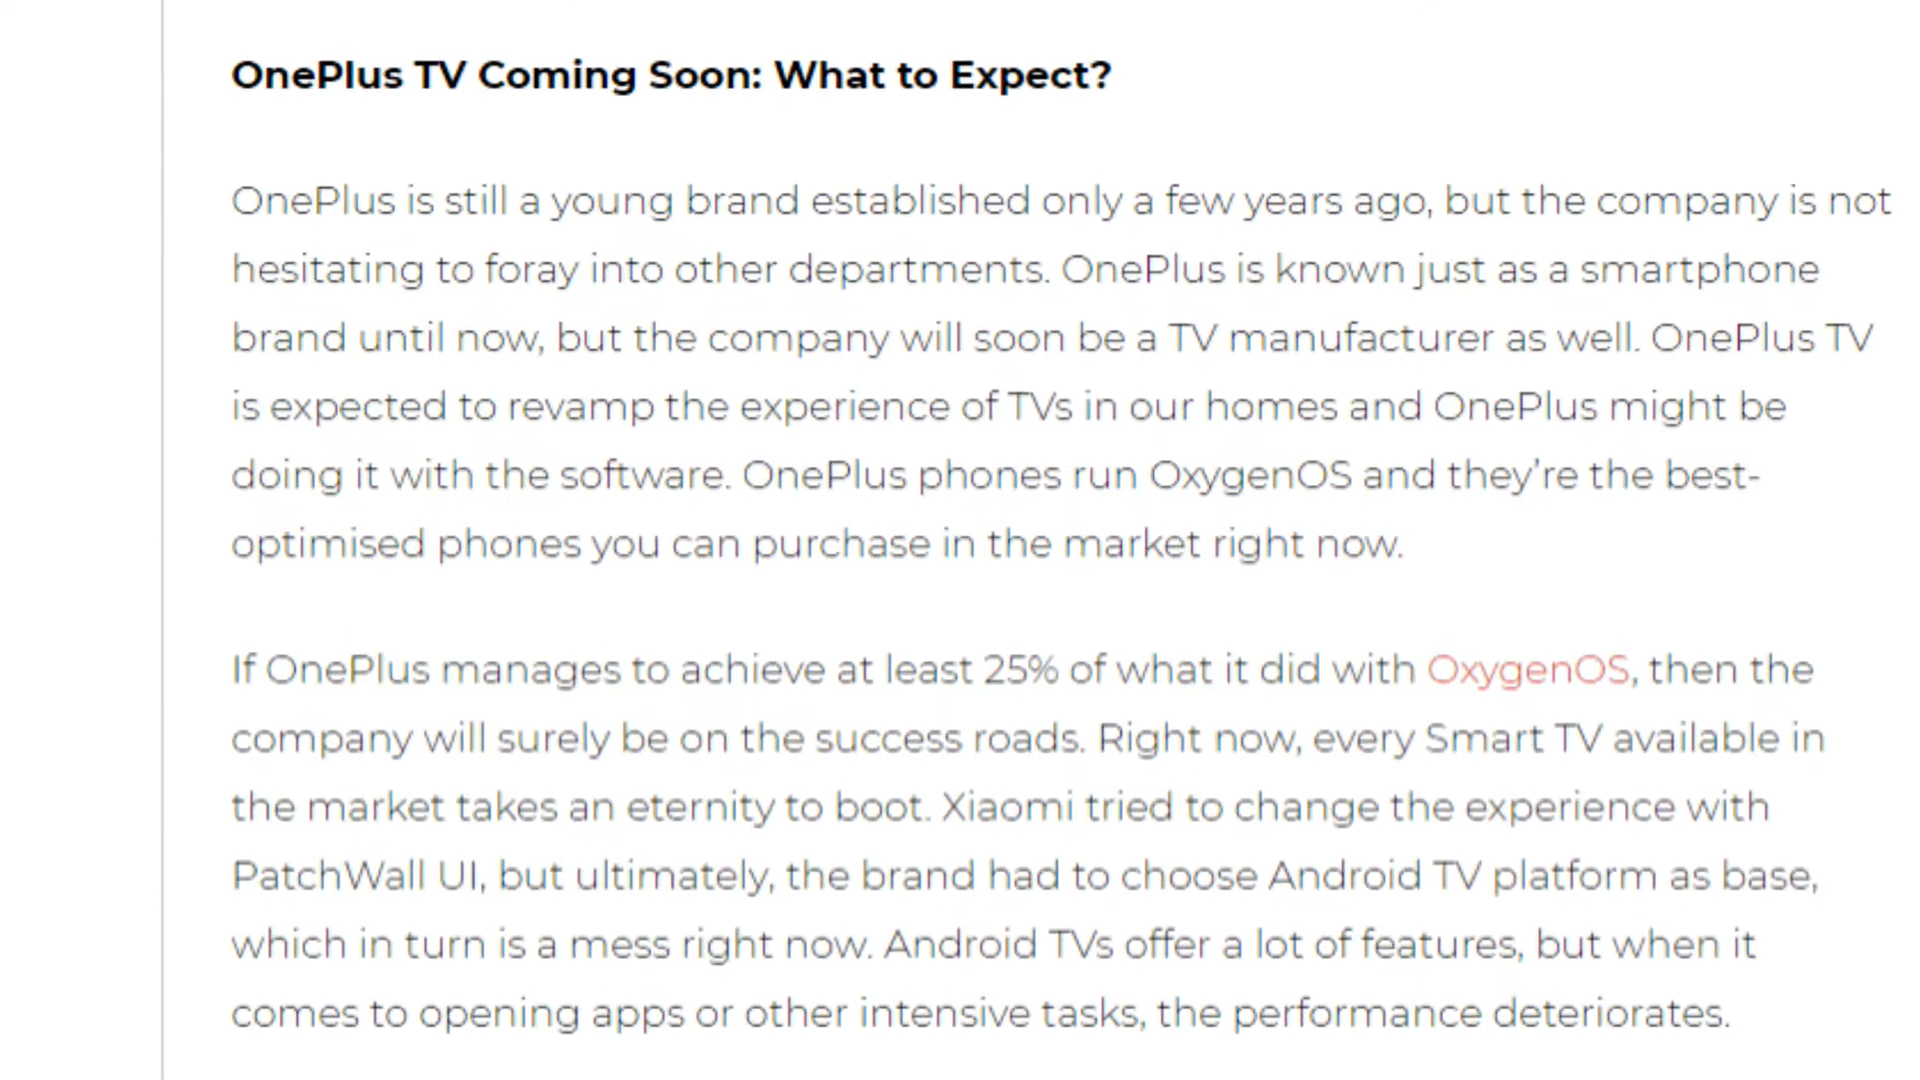 OnePlus TV Coming Soon: What to Expect?
OnePlus is still a young brand established only a few years ago, but the company is not
hesitating to foray into other departments. OnePlus is known just as a smartphone
brand until now, but the company will soon be a TV manufacturer as well. OnePlus TV
is expected to revamp the experience of TVs in our homes and OnePlus might be
doing it with the software. OnePlus phones run OxygenOS and they’re the best-
optimised phones you can purchase in the market right now.
If OnePlus manages to achieve at least 25% of what it did with OxygenOS, then the
company will surely be on the success roads. Right now, every Smart TV available in
the market takes an eternity to boot. Xiaomi tried to change the experience with
PatchWall UI, but ultimately, the brand had to choose Android TV platform as base,
which in turn is a mess right now. Android TVs offer a lot of features, but when it
comes to opening apps or other intensive tasks, the performance deteriorates.